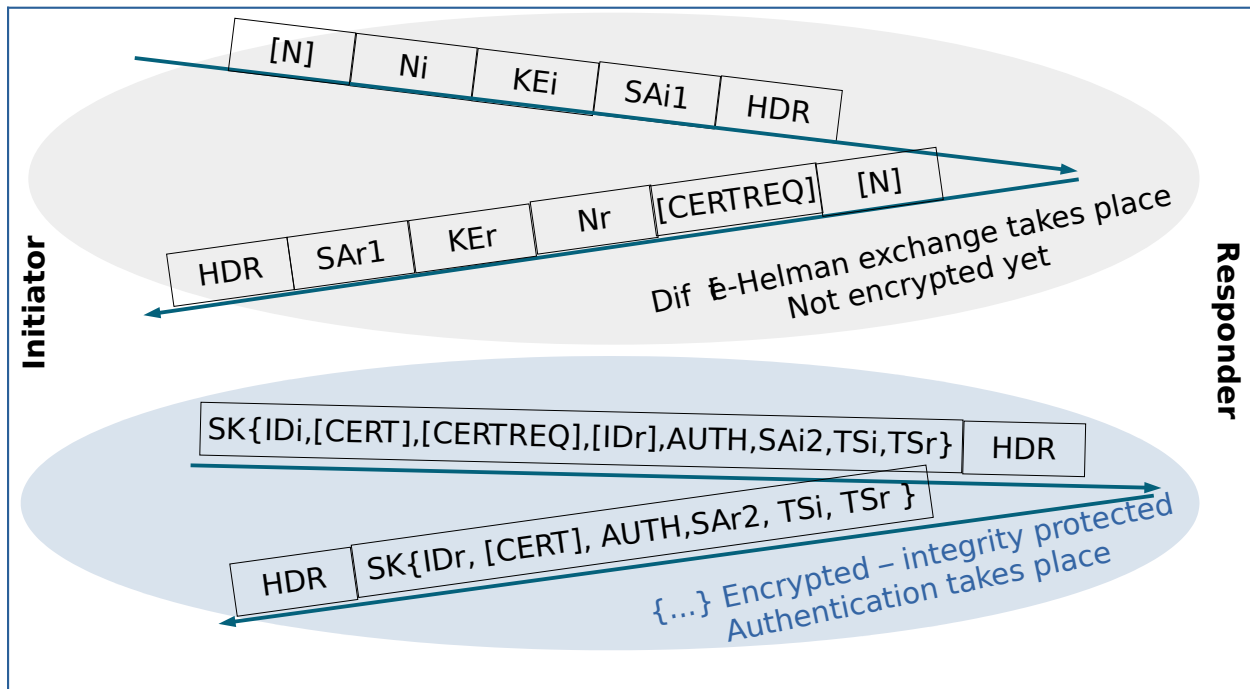 [N] Ni KEi SAi1 HDR
HDR SAr1 KEr Nr [CERTREQ] [N]
Diffie-Helman exchange takes place
Not encrypted yet
Initiator
Responder
SK{IDi,[CERT],[CERTREQ],[IDr],AUTH,SAi2,TSi,TSr} HDR
HDR SK{IDr, [CERT], AUTH,SAr2, TSi, TSr }
{...} Encrypted – integrity protected
Authentication takes place